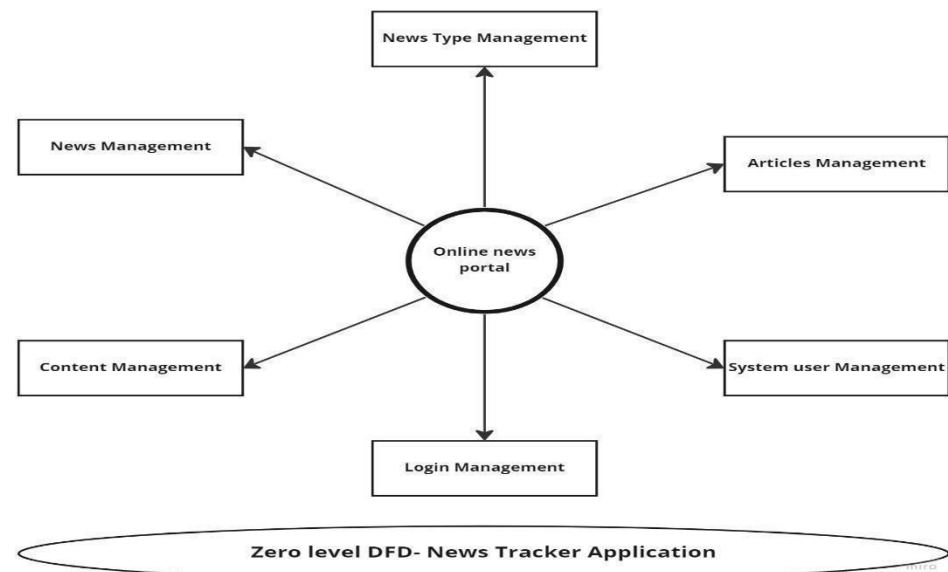 News Type Management
News Management
Articles Management
Online news
portal
Content Management
System user Management
Login Management
Zero level DFD- News Tracker Application
miro